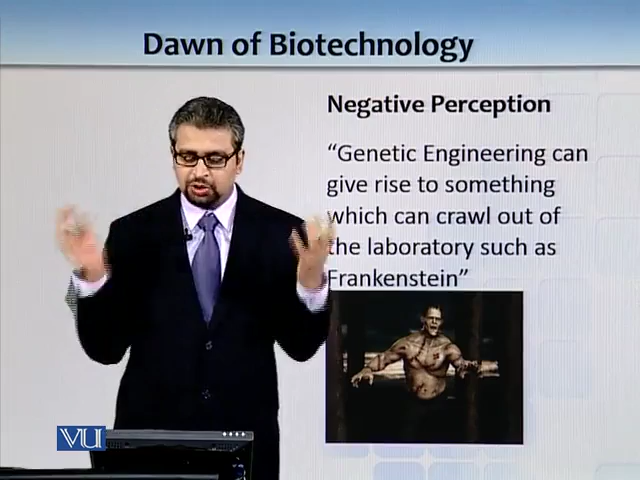 Dawn of Biotechnology
Negative Perception
“Genetic Engineering can
give rise to something
which can crawl out of
the laboratory such as
Frankenstein”
VU